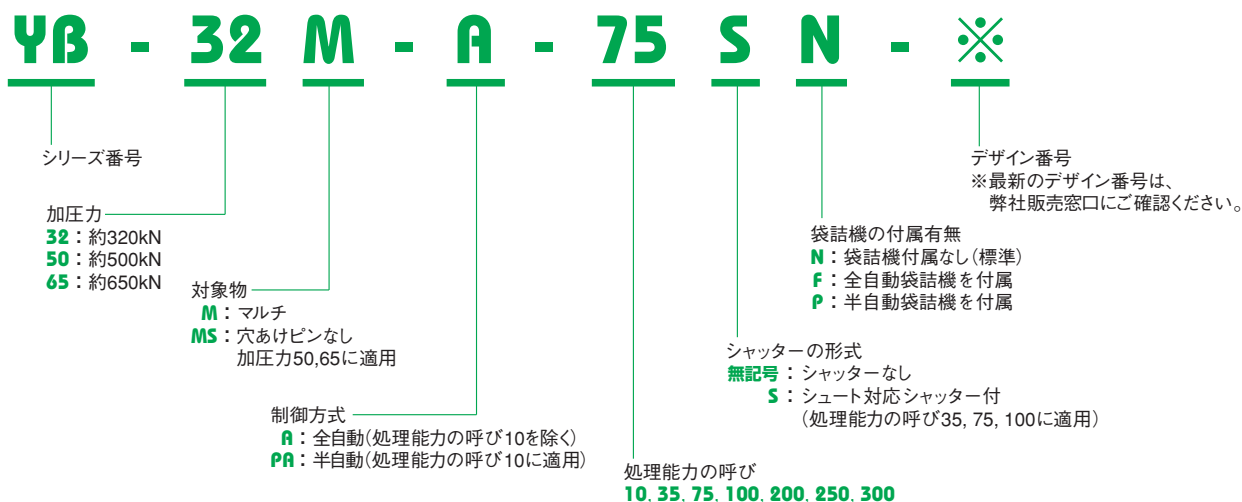 YB - 32 M - A - 75 S N - ※
シリーズ番号
加圧力
32：約320kN
50：約500kN
65：約650kN
対象物
M：マルチ
MS：穴あけピンなし
加圧力50,65に適用
制御方式
A：全自動（処理能力の呼び10を除く）
PA：半自動（処理能力の呼び10に適用）
処理能力の呼び
10, 35, 75, 100, 200, 250, 300
シャッターの形式
無記号：シャッターなし
S：シュート対応シャッター付
（処理能力の呼び35, 75, 100に適用）
袋詰機の付属有無
N：袋詰機付属なし（標準）
F：全自動袋詰機を付属
P：半自動袋詰機を付属
デザイン番号
※最新のデザイン番号は、
弊社販売窓口にご確認ください。